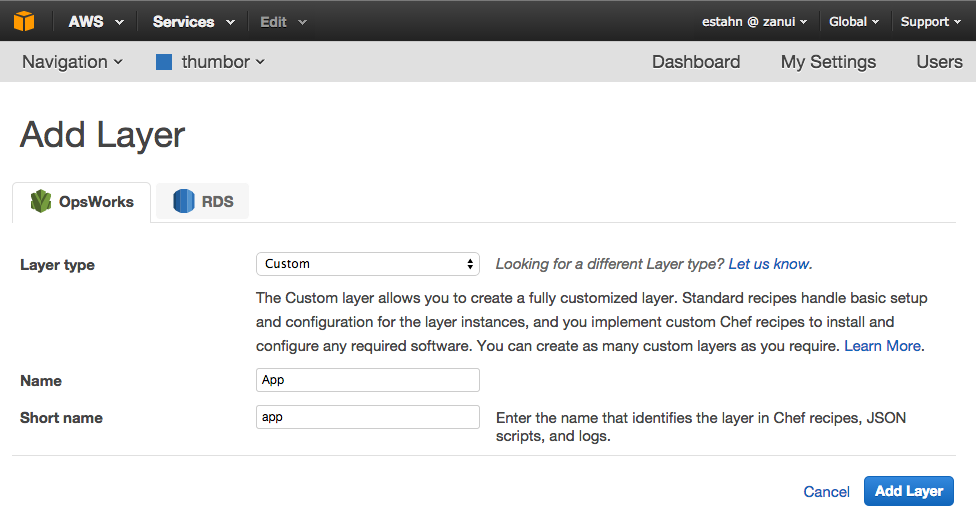 AWS Services Edit estahn @ zanui Global Support
Navigation thumbor Dashboard My Settings Users
Add Layer
OpsWorks RDS
Layer type Custom Looking for a different Layer type? Let us know.
The Custom layer allows you to create a fully customized layer. Standard recipes handle basic setup
and configuration for the layer instances, and you implement custom Chef recipes to install and
configure any required software. You can create as many custom layers as you require. Learn More.
Name App
Short name app Enter the name that identifies the layer in Chef recipes, JSON
scripts, and logs.
Cancel Add Layer